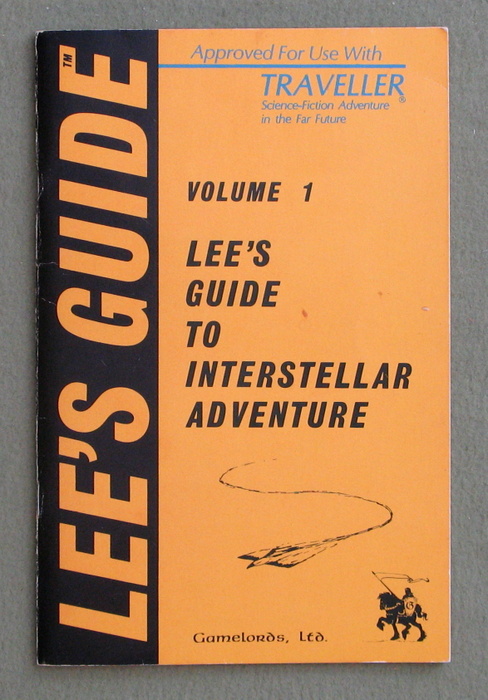 LEE'S GUIDE™
Approved For Use With
TRAVELLER®
Science-Fiction Adventure
in the Far Future
VOLUME 1
LEE'S
GUIDE
TO
INTERSTELLAR
ADVENTURE
Gamelords, Ltd.